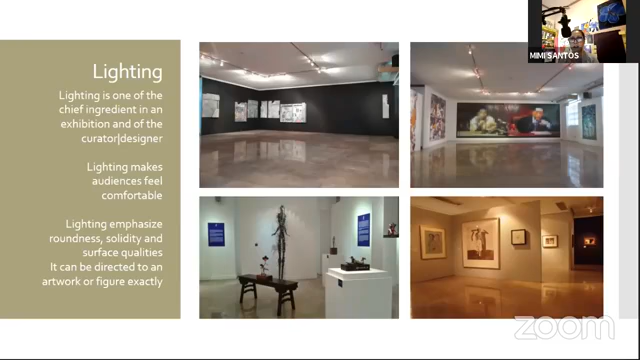 MIMI SANTOS
Lighting
Lighting is one of the
chief ingredient in an
exhibition and of the
curator|designer
Lighting makes
audiences feel
comfortable
Lighting emphasize
roundness, solidity and
surface qualities
It can be directed to an
artwork or figure exactly
zoom